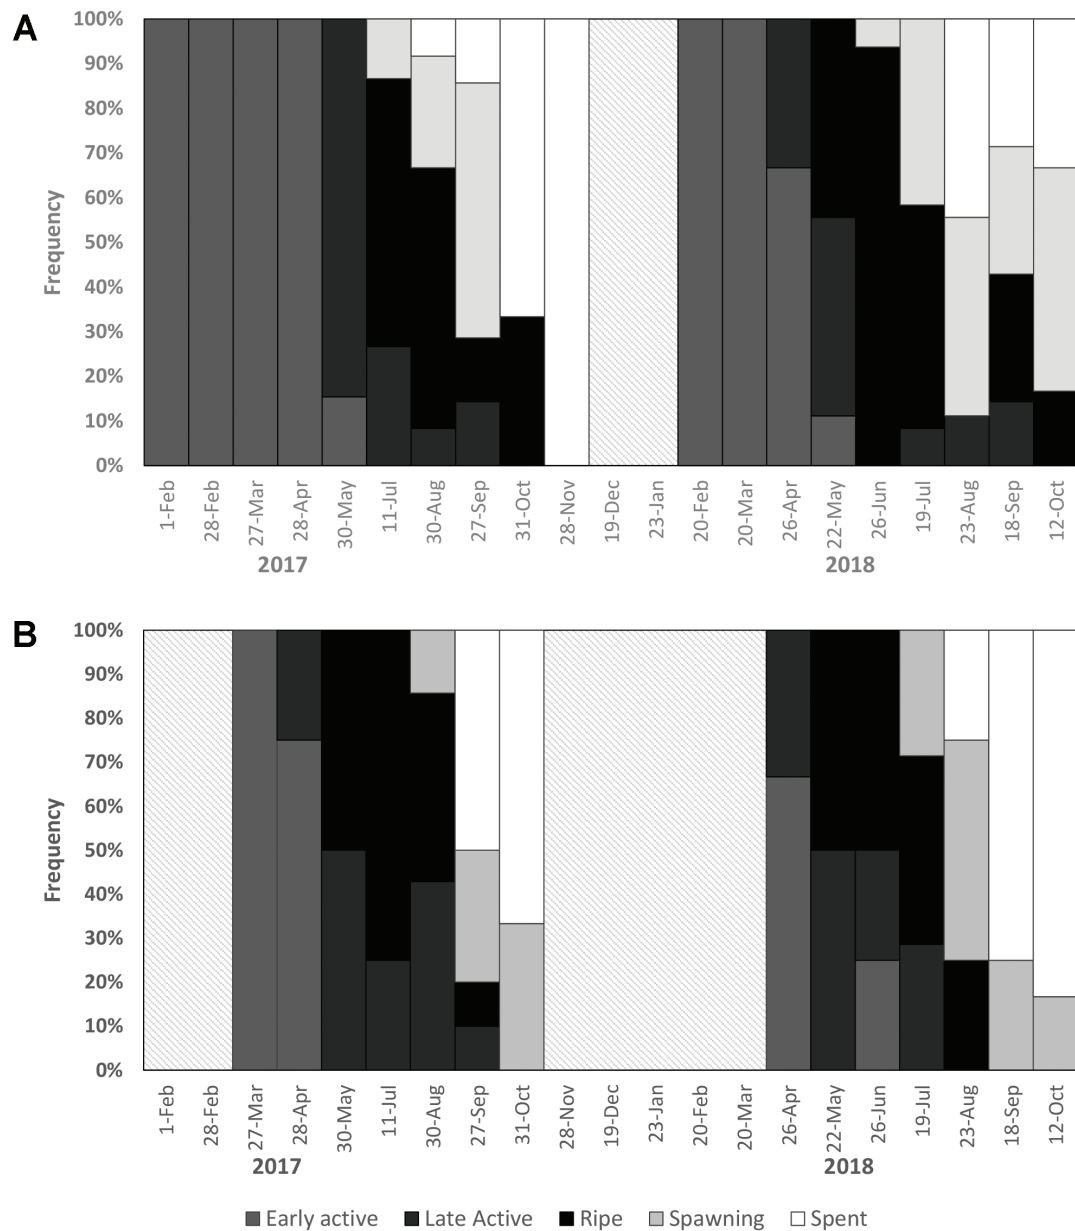 A
100%
90%
80%
70%
60%
50%
40%
30%
20%
10%
0%
Frequency
1-Feb
28-Feb
27-Mar
28-Apr
30-May
11-Jul
30-Aug
27-Sep
31-Oct
28-Nov
19-Dec
23-Jan
20-Feb
20-Mar
26-Apr
22-May
26-Jun
19-Jul
23-Aug
18-Sep
12-Oct
2017 2018
B
100%
90%
80%
70%
60%
50%
40%
30%
20%
10%
0%
Frequency
1-Feb
28-Feb
27-Mar
28-Apr
30-May
11-Jul
30-Aug
27-Sep
31-Oct
28-Nov
19-Dec
23-Jan
20-Feb
20-Mar
26-Apr
22-May
26-Jun
19-Jul
23-Aug
18-Sep
12-Oct
2017 2018
Early active Late Active Ripe Spawning Spent